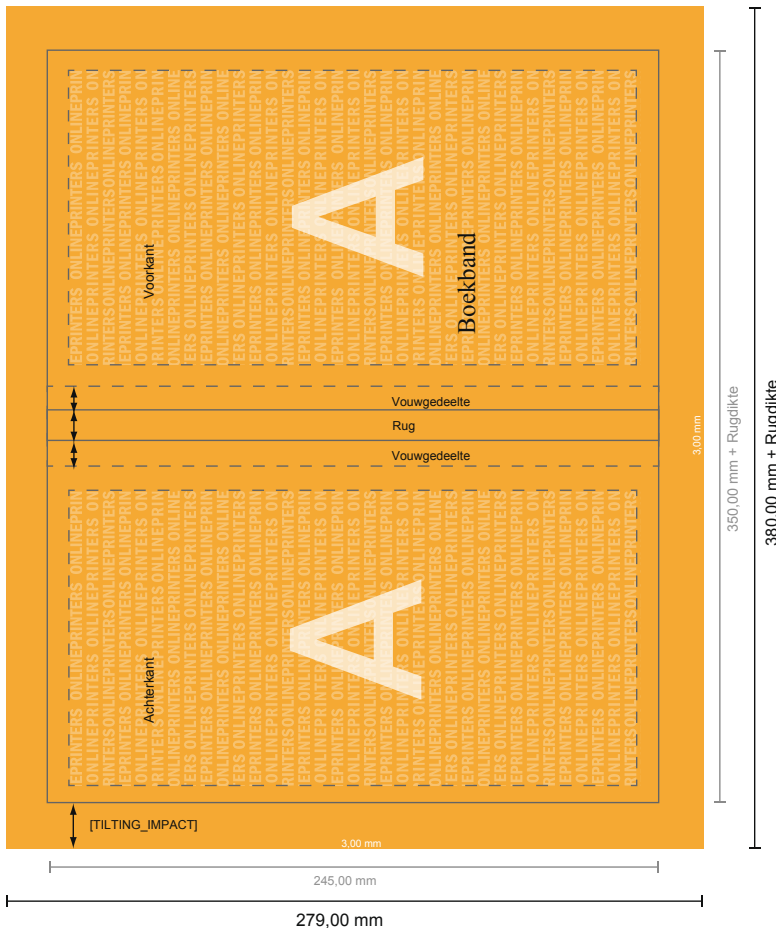 A
Voorkant
Boekband
Vouwgedeelte
Rug
Vouwgedeelte
3,00 mm
A
Achterkant
[TILTING_IMPACT]
3,00 mm
350,00 mm + Rugdikte
380,00 mm + Rugdikte
245,00 mm
279,00 mm